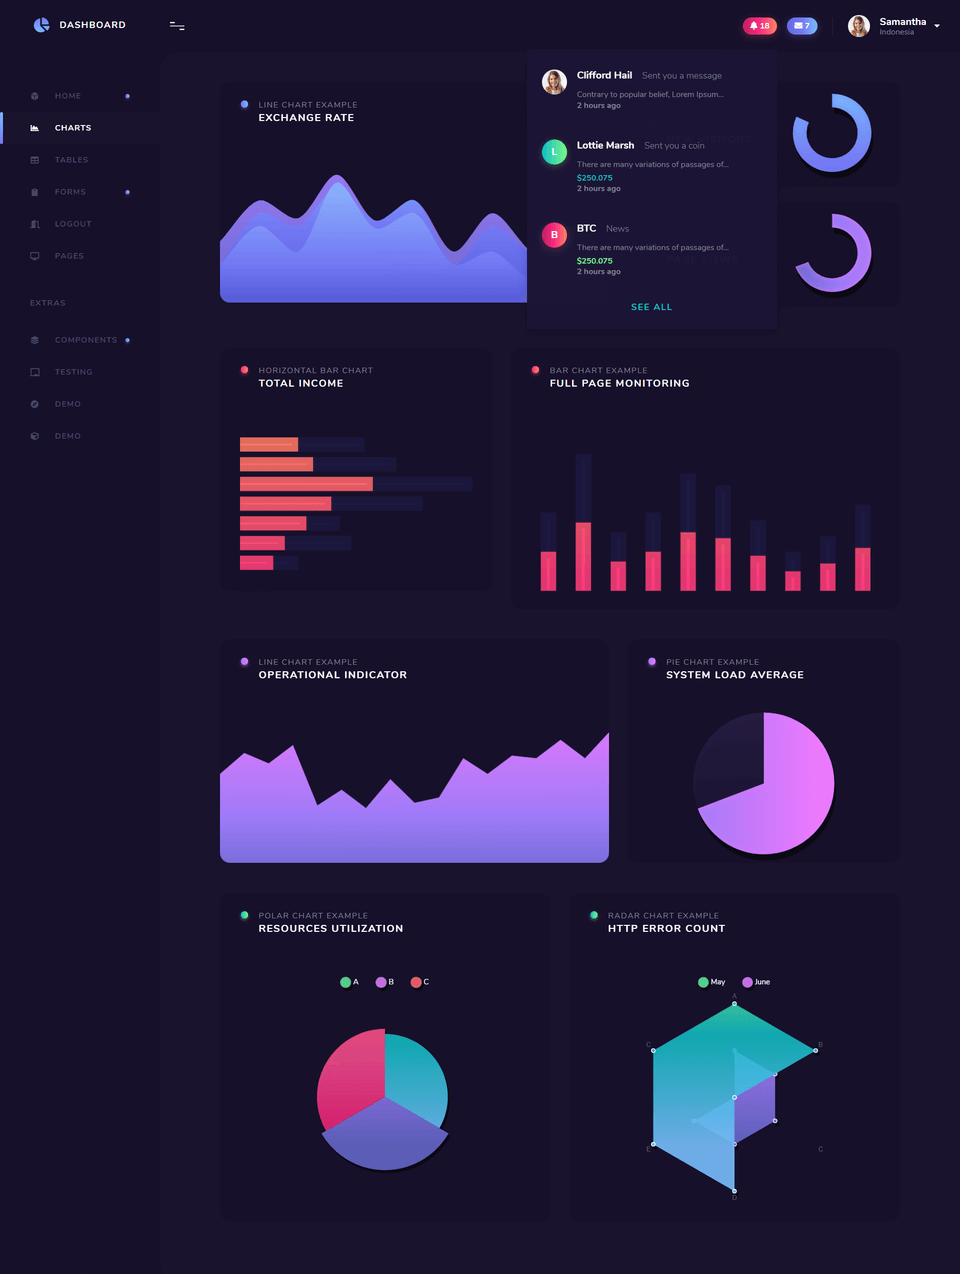 DASHBOARD
18
7
Samantha
Indonesia
HOME
CHARTS
TABLES
FORMS
LOGOUT
PAGES
EXTRAS
COMPONENTS
TESTING
DEMO
DEMO
LINE CHART EXAMPLE
EXCHANGE RATE
Clifford Hail Sent you a message
Contrary to popular belief, Lorem Ipsum...
2 hours ago
L
Lottie Marsh Sent you a coin
There are many variations of passages of...
$250.075
2 hours ago
B
BTC News
There are many variations of passages of...
$250.075
2 hours ago
SEE ALL
HORIZONTAL BAR CHART
TOTAL INCOME
BAR CHART EXAMPLE
FULL PAGE MONITORING
LINE CHART EXAMPLE
OPERATIONAL INDICATOR
PIE CHART EXAMPLE
SYSTEM LOAD AVERAGE
POLAR CHART EXAMPLE
RESOURCES UTILIZATION
A B C
RADAR CHART EXAMPLE
HTTP ERROR COUNT
May June
A
C
B
E
C
D